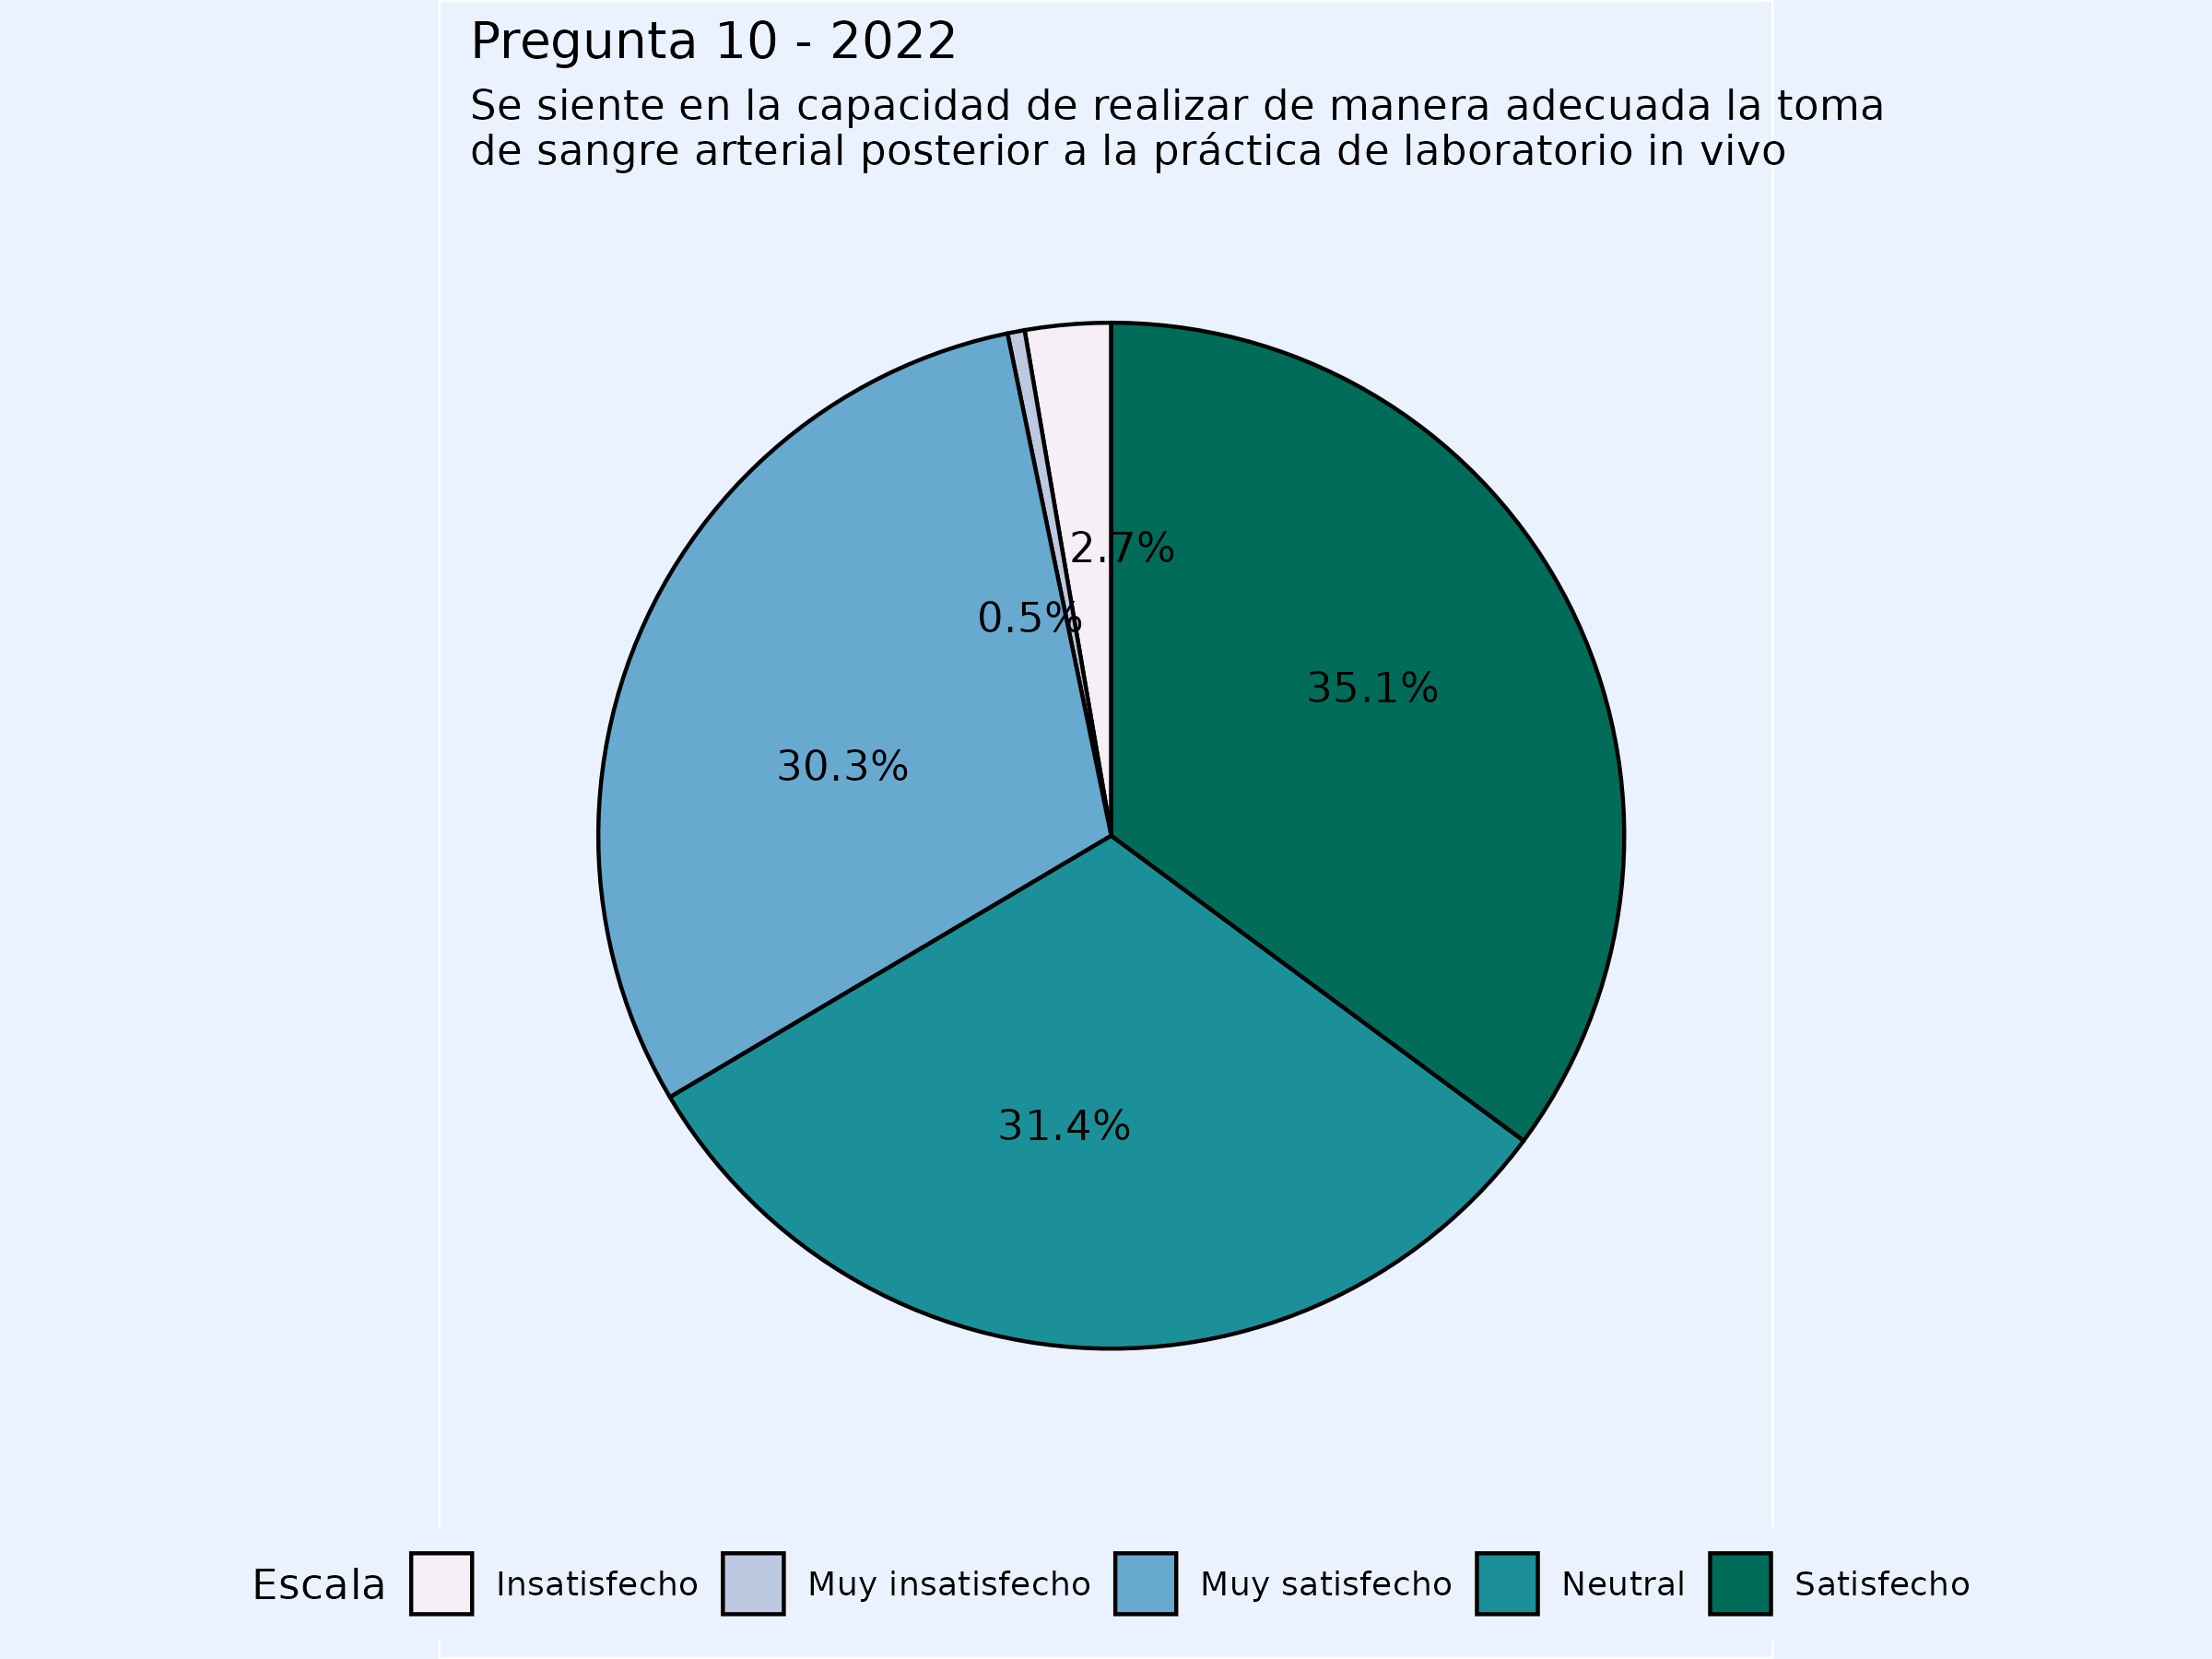 Pregunta 10 - 2022
Se siente en la capacidad de realizar de manera adecuada la toma
de sangre arterial posterior a la práctica de laboratorio in vivo
2.7%
0.5%
35.1%
30.3%
31.4%
Escala Insatisfecho Muy insatisfecho Muy satisfecho Neutral Satisfecho